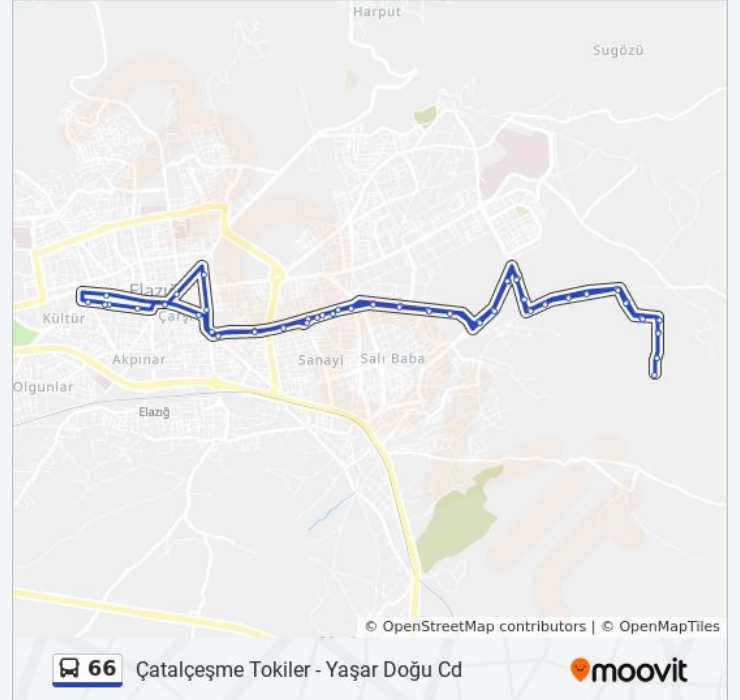 Harput
Sugözü
Elazığ
Kültür
Akpınar
Sanayi
Salı Baba
Olgunlar
Elazığ
© OpenStreetMap contributors | © OpenMapTiles
66
Çatalçeşme Tokiler - Yaşar Doğu Cd
moovit